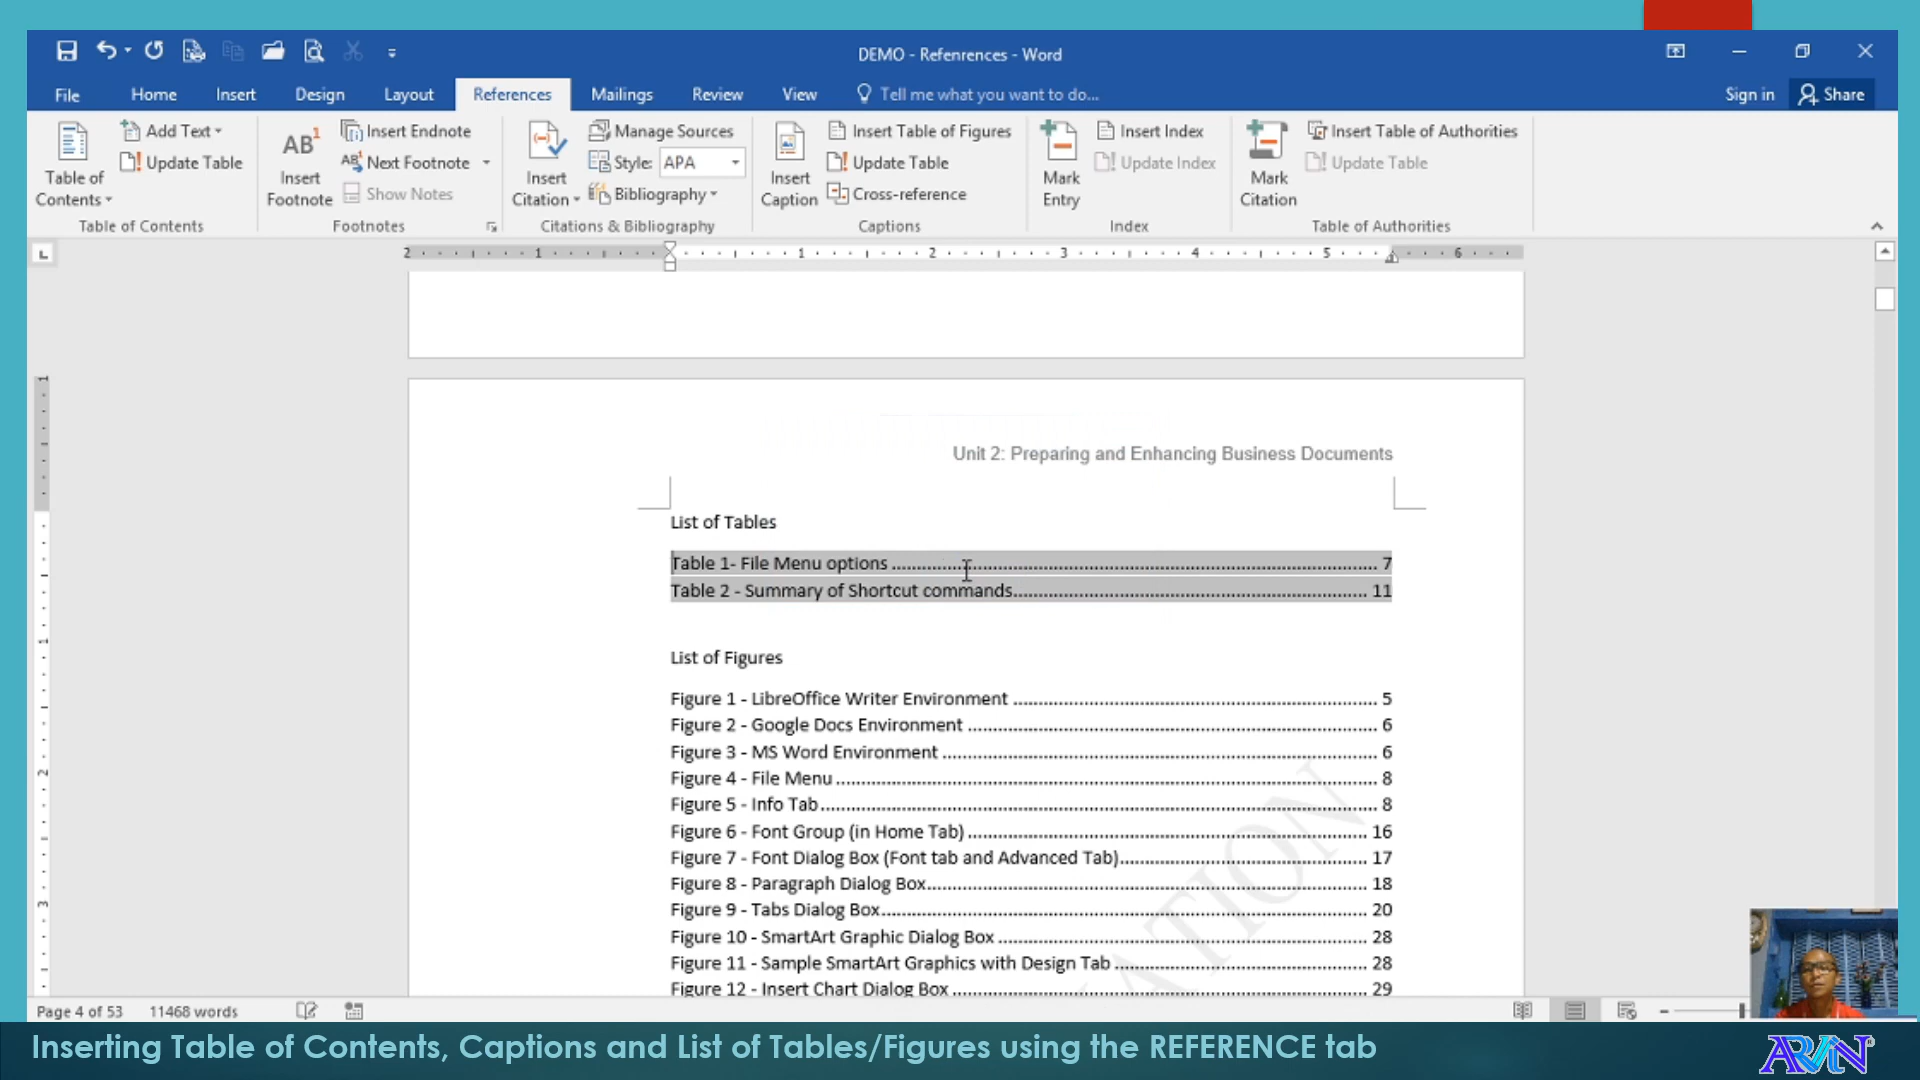 DEMO - Refenrences - Word
File Home Insert Design Layout References Mailings Review View Tell me what you want to do... Sign in Share
Table of Contents
Add Text
Update Table
Table of Contents
AB1 Insert Footnote
Insert Endnote
Next Footnote
Show Notes
Footnotes
Insert Citation
Manage Sources
Style: APA
Bibliography
Citations & Bibliography
Insert Caption
Insert Table of Figures
Update Table
Cross-reference
Captions
Mark Entry
Insert Index
Update Index
Index
Mark Citation
Insert Table of Authorities
Update Table
Table of Authorities
2 1 1 2 3 4 5 6
Unit 2: Preparing and Enhancing Business Documents
List of Tables
Table 1- File Menu options ........ 7
Table 2 - Summary of Shortcut commands........ 11
List of Figures
Figure 1 - LibreOffice Writer Environment ........ 5
Figure 2 - Google Docs Environment ........ 6
Figure 3 - MS Word Environment ........ 6
Figure 4 - File Menu ........ 8
Figure 5 - Info Tab ........ 8
Figure 6 - Font Group (in Home Tab) ........ 16
Figure 7 - Font Dialog Box (Font tab and Advanced Tab)........ 17
Figure 8 - Paragraph Dialog Box........ 18
Figure 9 - Tabs Dialog Box........ 20
Figure 10 - SmartArt Graphic Dialog Box ........ 28
Figure 11 - Sample SmartArt Graphics with Design Tab ........ 28
Figure 12 - Insert Chart Dialog Box ........ 29
Page 4 of 53 11468 words
Inserting Table of Contents, Captions and List of Tables/Figures using the REFERENCE tab
ARVIN